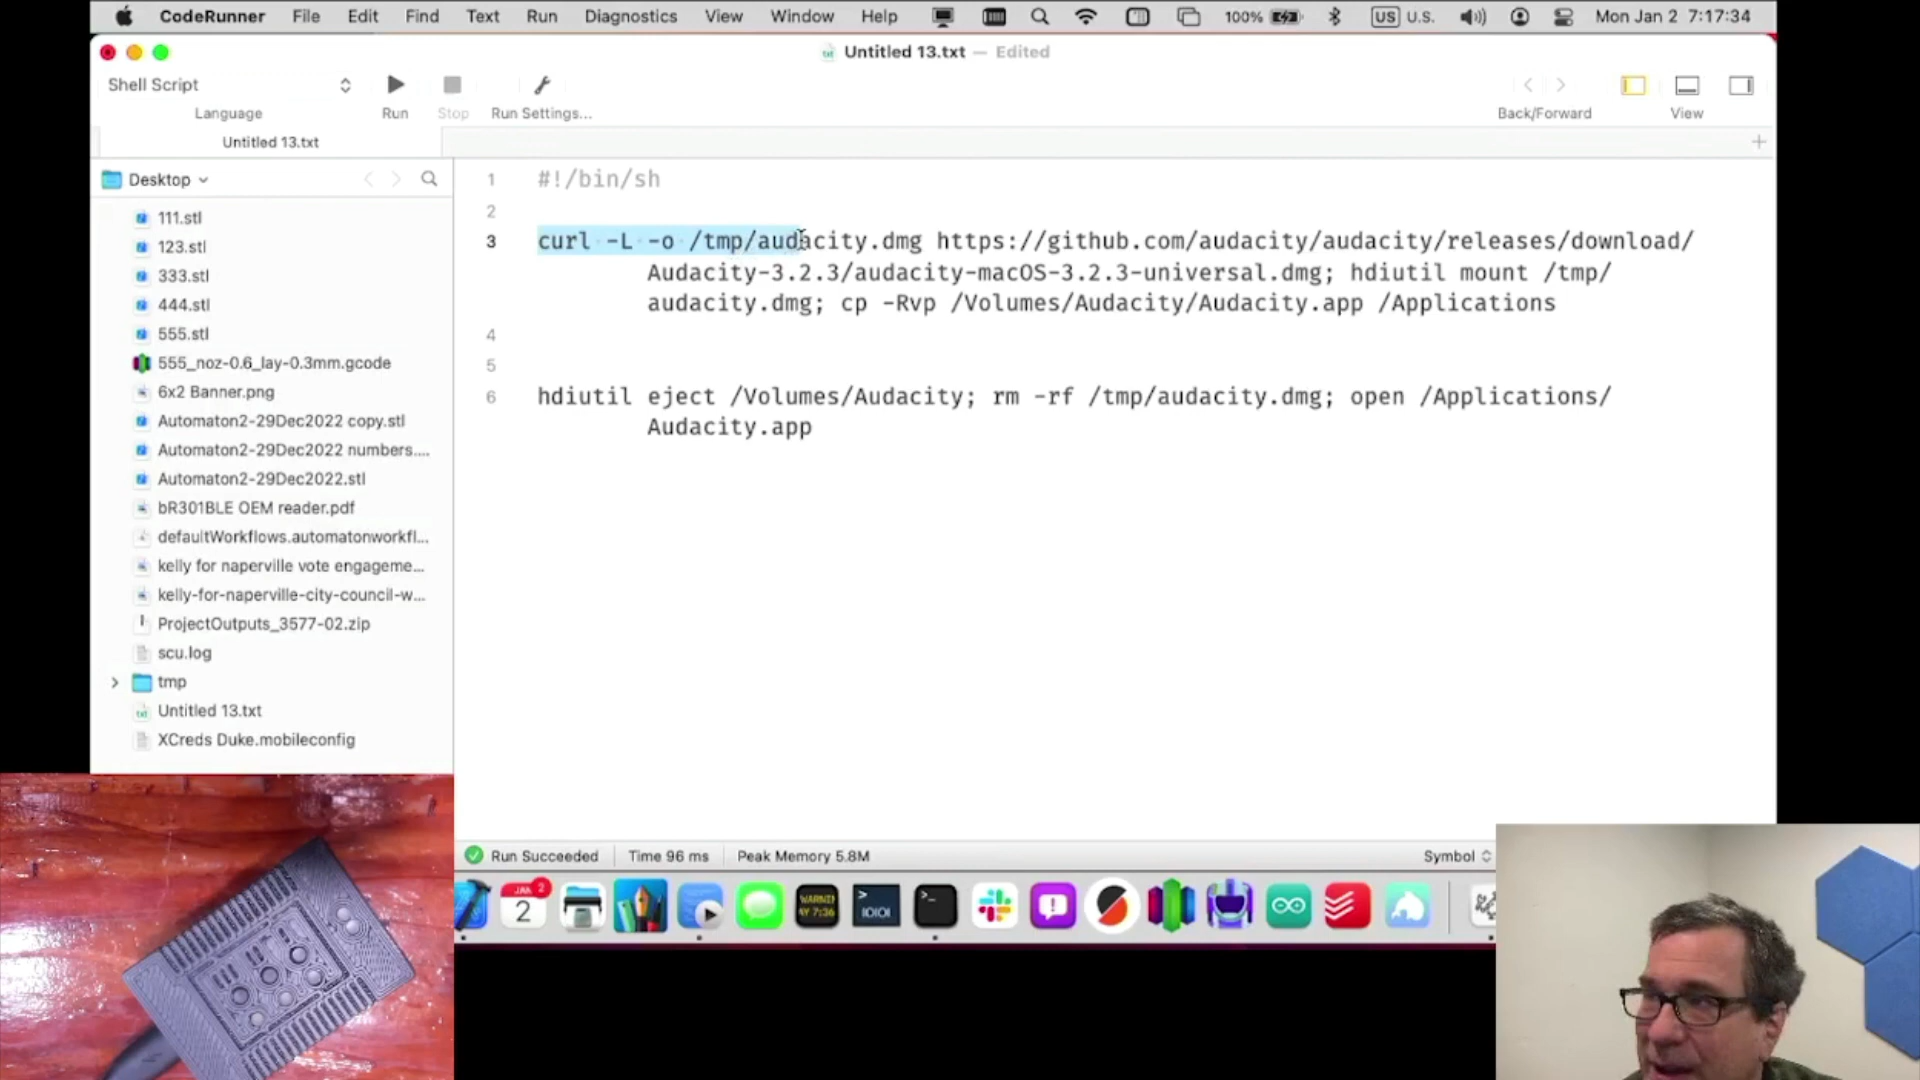 CodeRunner File Edit Find Text Run Diagnostics View Window Help 100% US U.S. Mon Jan 2 7:17:34
Untitled 13.txt — Edited
Shell Script
Language Run Stop Run Settings... Back/Forward View
Untitled 13.txt
Desktop
111.stl
123.stl
333.stl
444.stl
555.stl
555_noz-0.6_lay-0.3mm.gcode
6x2 Banner.png
Automaton2-29Dec2022 copy.stl
Automaton2-29Dec2022 numbers....
Automaton2-29Dec2022.stl
bR301BLE OEM reader.pdf
defaultWorkflows.automatonworkfl...
kelly for naperville vote engageme...
kelly-for-naperville-city-council-w...
ProjectOutputs_3577-02.zip
scu.log
tmp
Untitled 13.txt
XCreds Duke.mobileconfig
1 #!/bin/sh
2
3 curl -L -o /tmp/audacity.dmg https://github.com/audacity/audacity/releases/download/
Audacity-3.2.3/audacity-macOS-3.2.3-universal.dmg; hdiutil mount /tmp/
audacity.dmg; cp -Rvp /Volumes/Audacity/Audacity.app /Applications
4
5
6 hdiutil eject /Volumes/Audacity; rm -rf /tmp/audacity.dmg; open /Applications/
Audacity.app
Run Succeeded Time 96 ms Peak Memory 5.8M Symbol
JAN 2
2
WARNIN
AY 7:36
>
IOIOI
>_